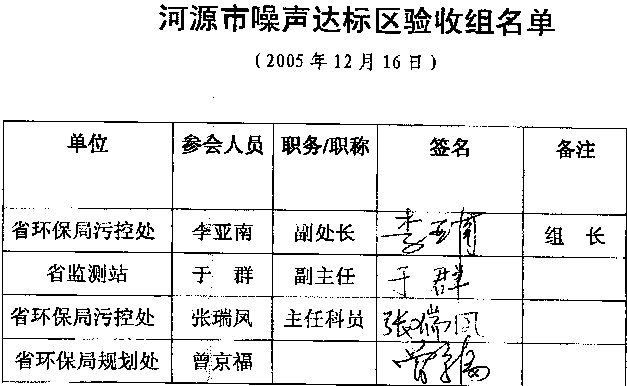 河源市噪声达标区验收组名单
（2005年12月16日）
单位 参会人员 职务/职称 签名 备注
省环保局污控处 李亚南 副处长 李亚南 组 长
省监测站 于 群 副主任 于群
省环保局污控处 张瑞凤 主任科员 张瑞凤
省环保局规划处 曾京福 曾京福